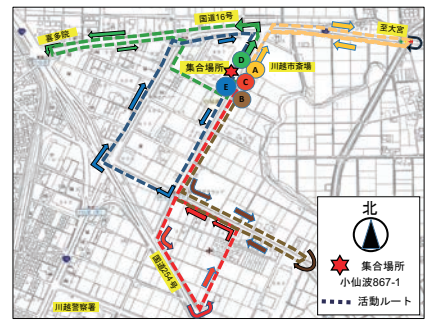 国道16号
至大宮
喜多院
川越市斎場
集合場所
D
A
C
E
B
国道254号
川越警察署
北
集合場所
小仙波867-1
活動ルート